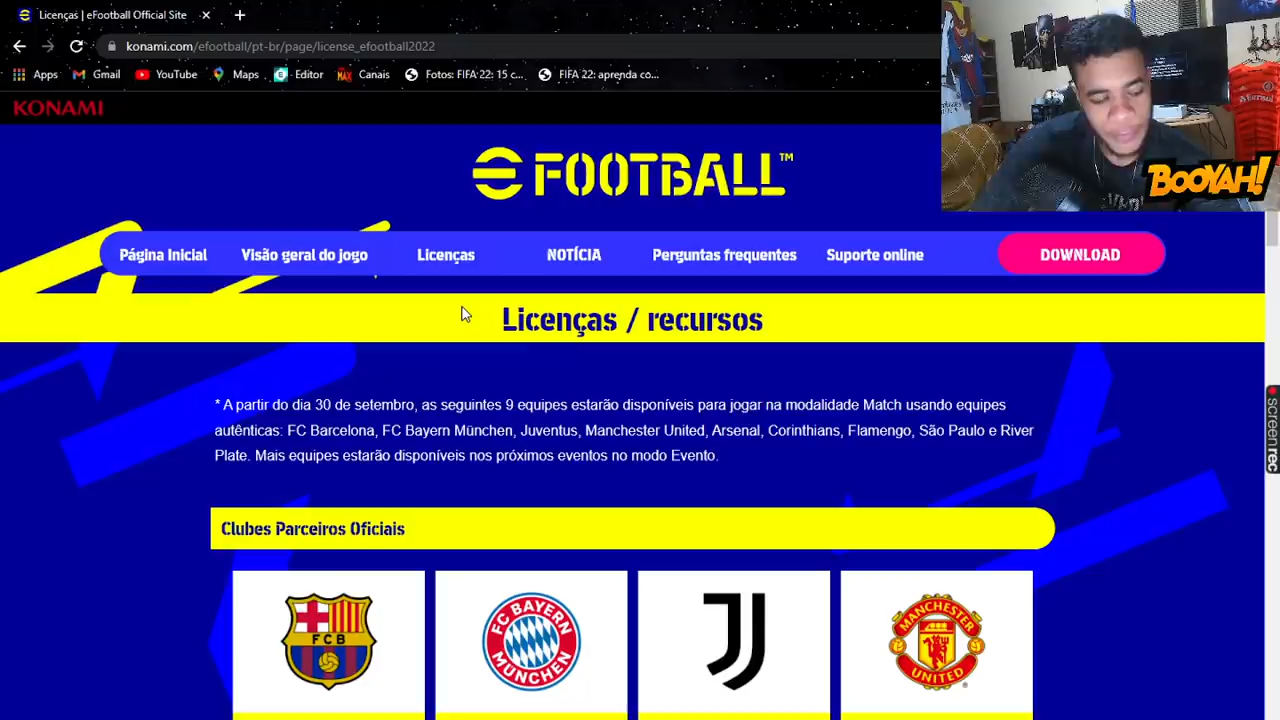 Licenças | eFootball Official Site
konami.com/efootball/pt-br/page/license_efootball2022
Apps Gmail YouTube Maps Editor Canais Fotos: FIFA 22: 15 c... FIFA 22: aprenda co...
KONAMI
BOOYAH!
FOOTBALL™
Página Inicial Visão geral do jogo Licenças NOTÍCIA Perguntas frequentes Suporte online DOWNLOAD
Licenças / recursos
* A partir do dia 30 de setembro, as seguintes 9 equipes estarão disponíveis para jogar na modalidade Match usando equipes
autênticas: FC Barcelona, FC Bayern München, Juventus, Manchester United, Arsenal, Corinthians, Flamengo, São Paulo e River
Plate. Mais equipes estarão disponíveis nos próximos eventos no modo Evento.
screenrec
Clubes Parceiros Oficiais
FCB
FC BAYERN
MÜNCHEN
MANCHESTER
UNITED